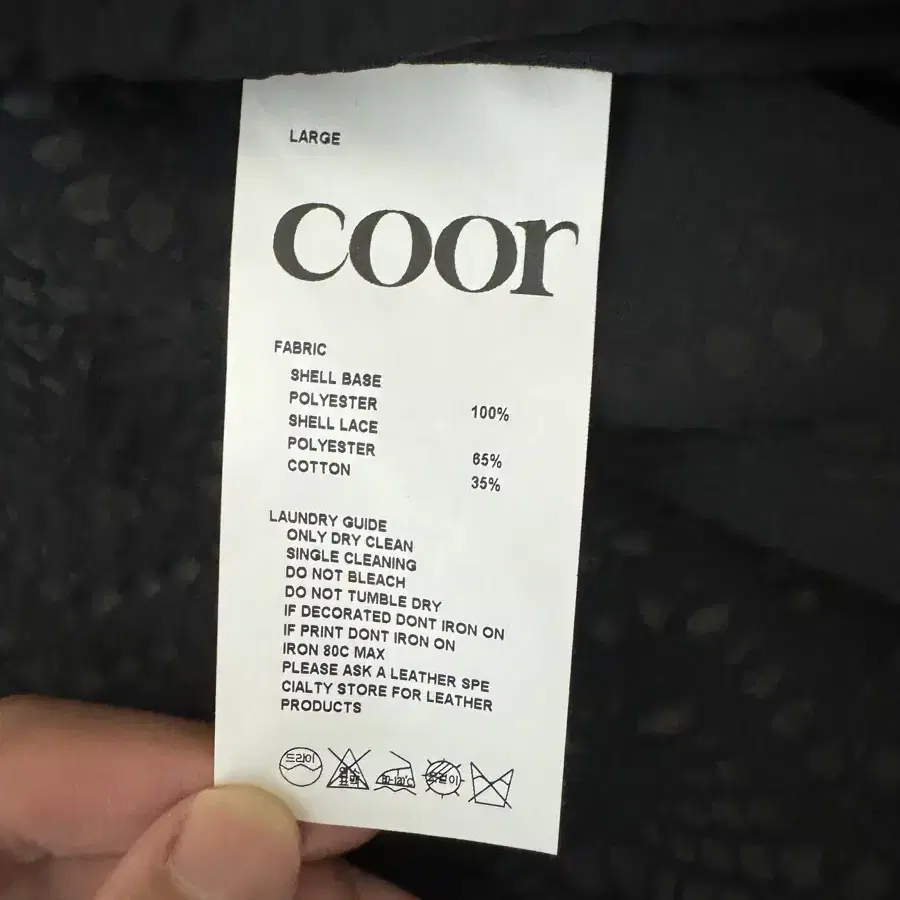 LARGE
coor
FABRIC
SHELL BASE
POLYESTER 100%
SHELL LACE
POLYESTER 65%
COTTON 35%
LAUNDRY GUIDE
ONLY DRY CLEAN
SINGLE CLEANING
DO NOT BLEACH
DO NOT TUMBLE DRY
IF DECORATED DONT IRON ON
IF PRINT DONT IRON ON
IRON 80C MAX
PLEASE ASK A LEATHER SPE
CIALTY STORE FOR LEATHER
PRODUCTS
드라이 80-120℃